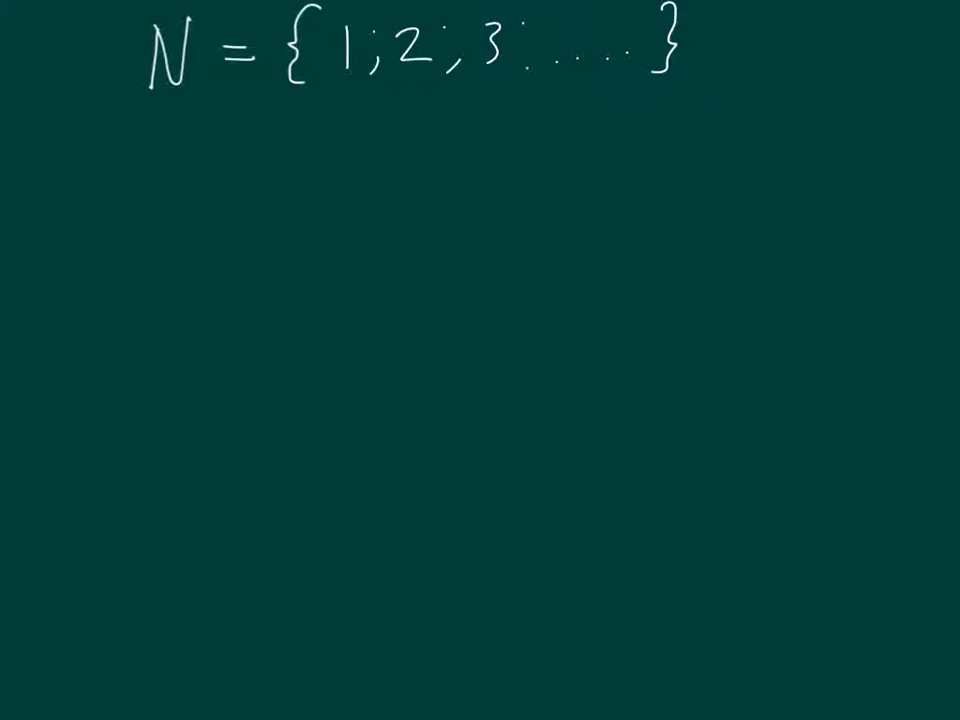 N = { 1 ; 2 ; 3 ; .... }